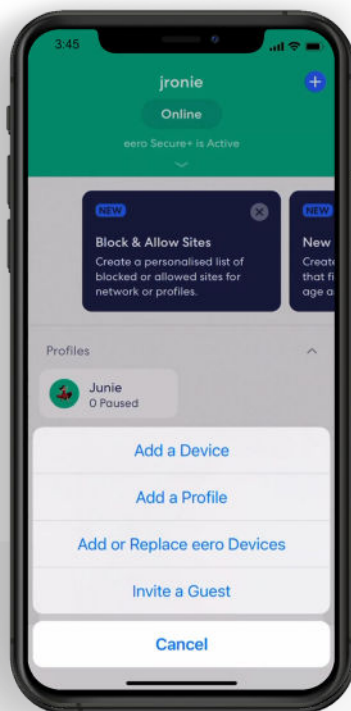 3:45
jronie
Online
eero Secure+ is Active
NEW
Block & Allow Sites
Create a personalised list of
blocked or allowed sites for
network or profiles.
NEW
New
Create
that fi
age a
Profiles
Junie
0 Paused
Add a Device
Add a Profile
Add or Replace eero Devices
Invite a Guest
Cancel